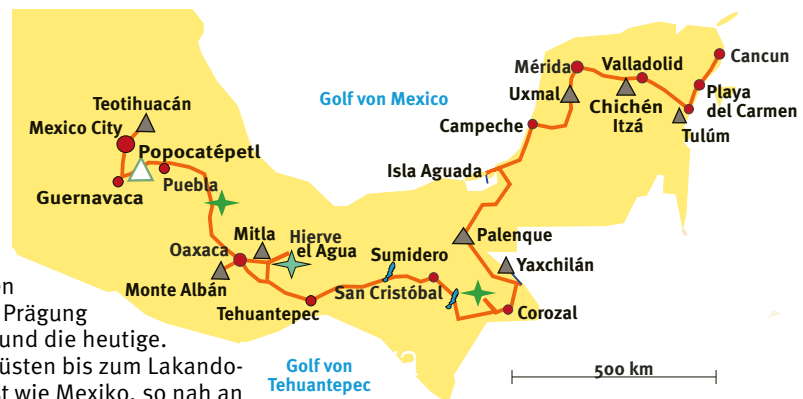 Teotihuacán
Mexico City
Popocatépetl
Puebla
Guernavaca
Golf von Mexico
Mérida
Valladolid
Cancun
Uxmal
Chichén
Itzá
Playa
del Carmen
Tulúm
Campeche
Isla Aguada
Palenque
Yaxchilán
Corozal
Mitla
Hierve
el Agua
Oaxaca
Monte Albán
Tehuantepec
Sumidero
San Cristóbal
Golf von
Tehuantepec
500 km
en
Prägung
und die heutige.
üsten bis zum Lakando-
st wie Mexiko, so nah an